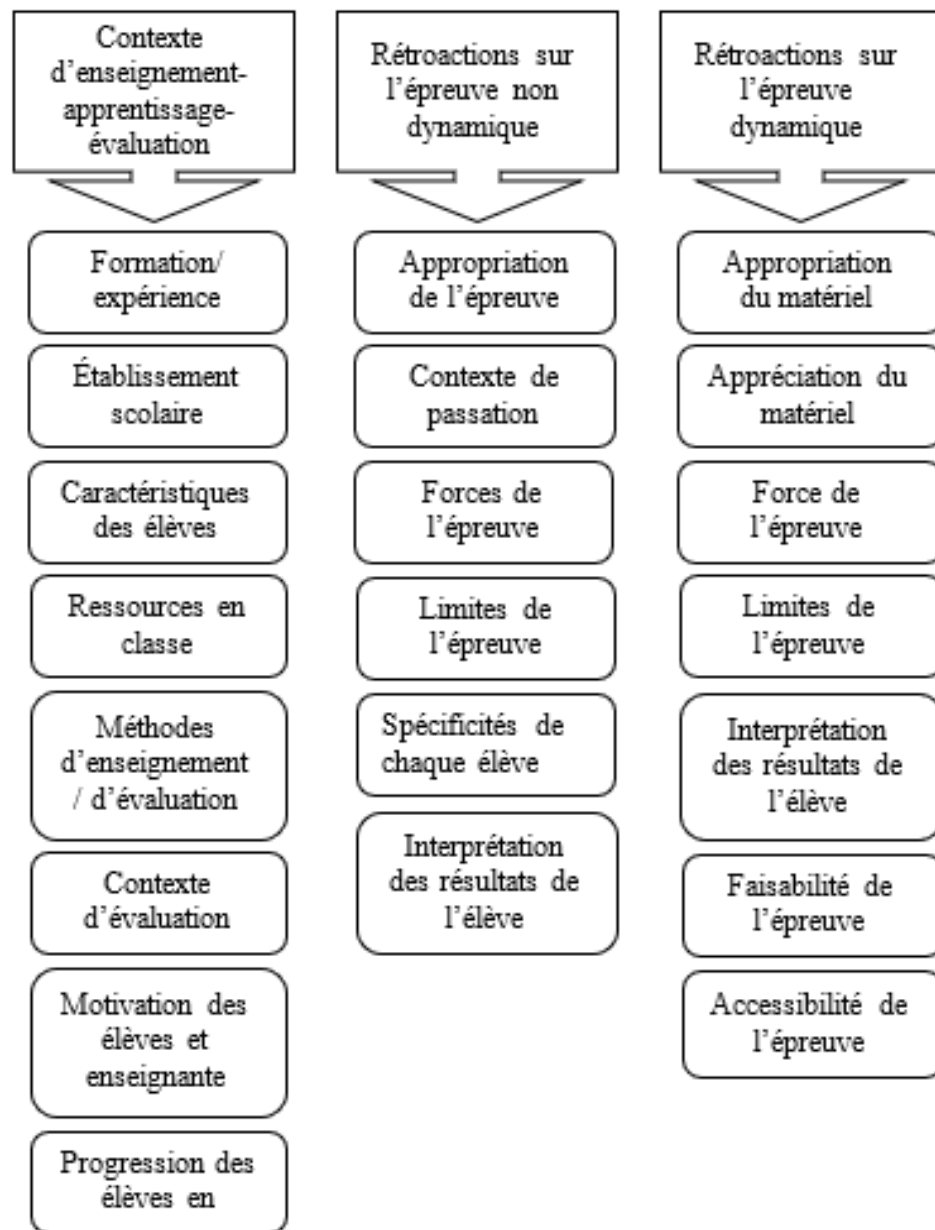 Contexte
d'enseignement-
apprentissage-
évaluation
Formation/
expérience
Établissement
scolaire
Caractéristiques
des élèves
Ressources en
classe
Méthodes
d'enseignement
/ d'évaluation
Contexte
d'évaluation
Motivation des
élèves et
enseignante
Progression des
élèves en
Rétroactions sur
l'épreuve non
dynamique
Appropriation
de l'épreuve
Contexte de
passation
Forces de
l'épreuve
Limites de
l'épreuve
Spécificités de
chaque élève
Interprétation
des résultats de
l'élève
Rétroactions sur
l'épreuve
dynamique
Appropriation
du matériel
Appréciation du
matériel
Force de
l'épreuve
Limites de
l'épreuve
Interprétation
des résultats de
l'élève
Faisabilité de
l'épreuve
Accessibilité de
l'épreuve